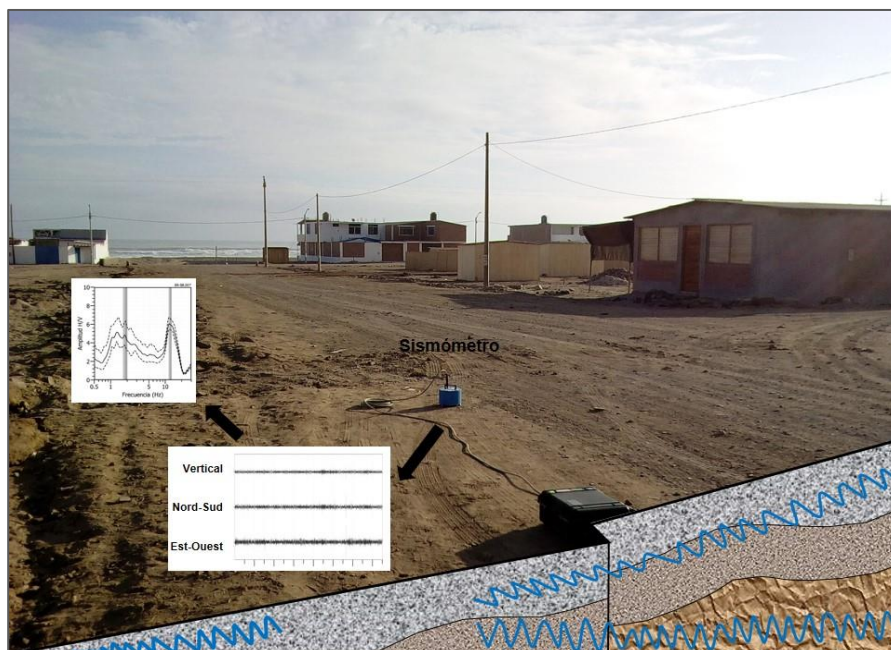 Sismómetro
10
8
6
4
2
0
Amplitud H/V
0.5 1 5 10
Frecuencia (Hz)
Vertical
Nord-Sud
Est-Ouest